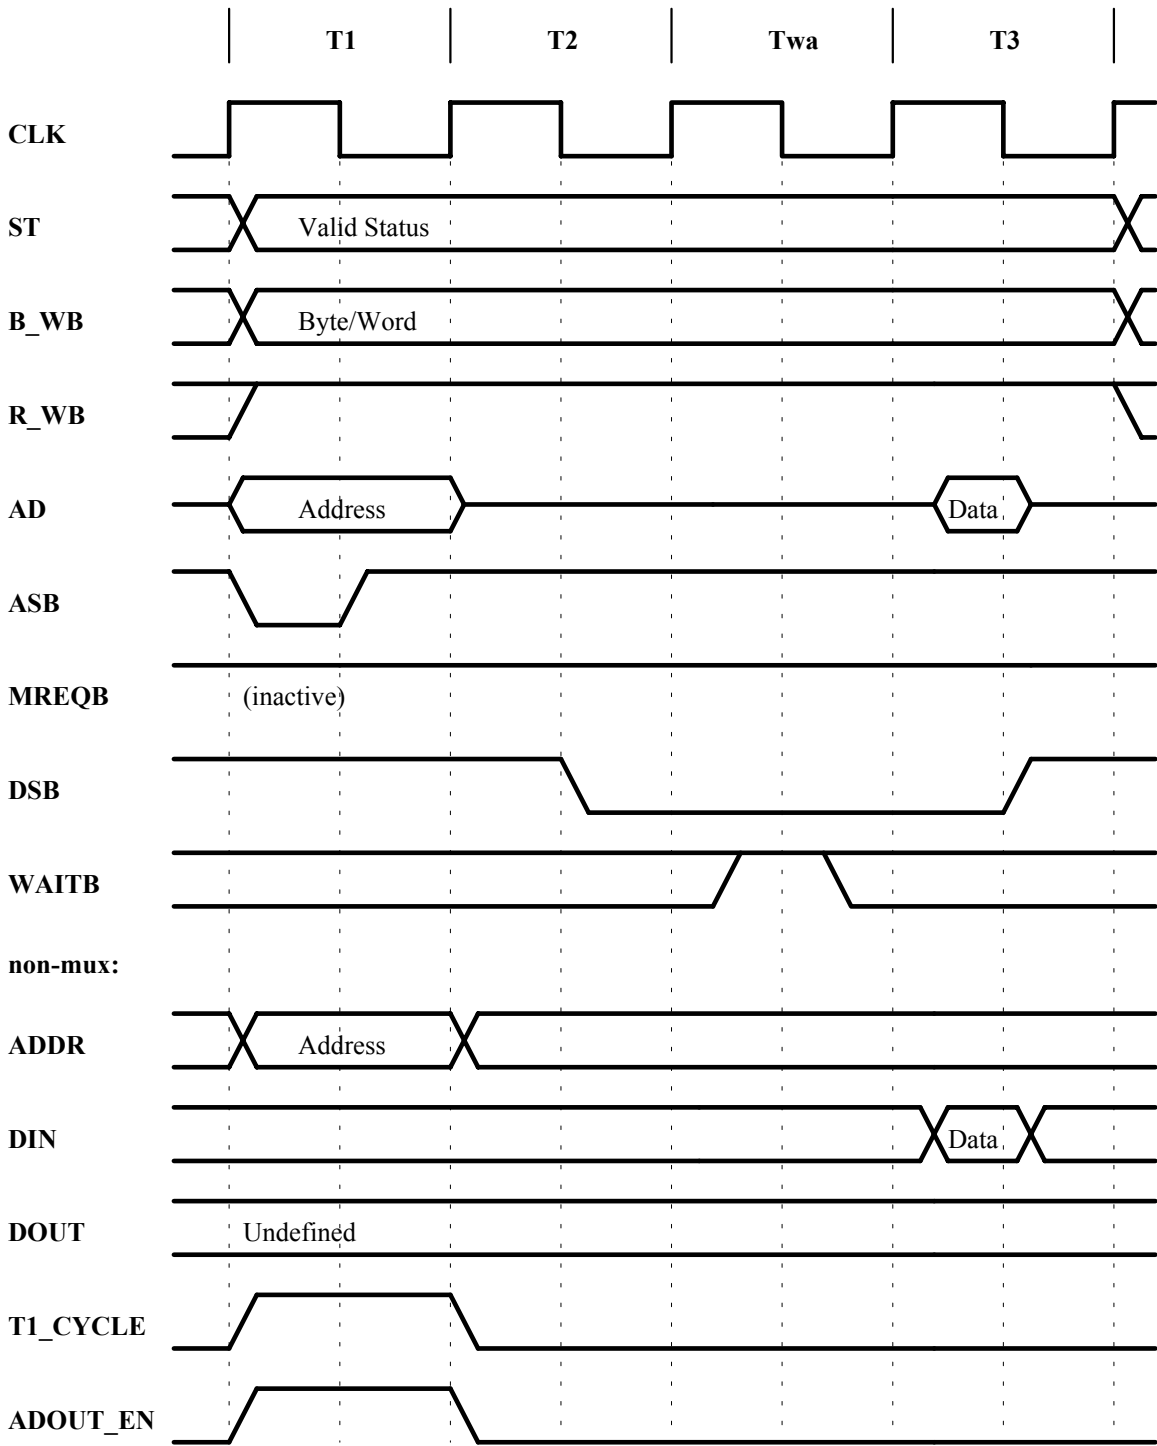 T1 T2 Twa T3
CLK
ST Valid Status
B_WB Byte/Word
R_WB
AD Address Data
ASB
MREQB (inactive)
DSB
WAITB
non-mux:
ADDR Address
DIN Data
DOUT Undefined
T1_CYCLE
ADOUT_EN